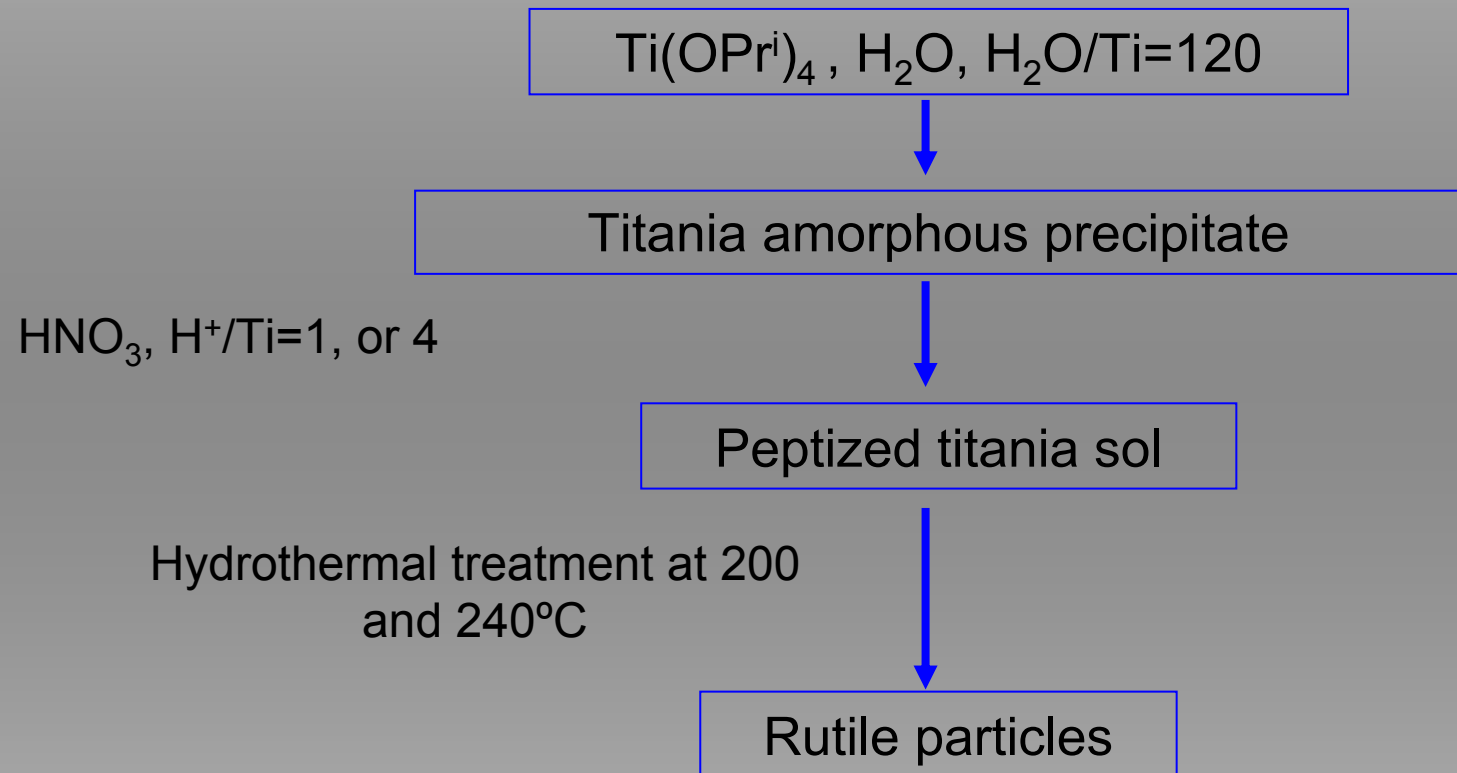 Ti(OPrⁱ)₄ , H₂O, H₂O/Ti=120
Titania amorphous precipitate
HNO₃, H⁺/Ti=1, or 4
Peptized titania sol
Hydrothermal treatment at 200
and 240ºC
Rutile particles